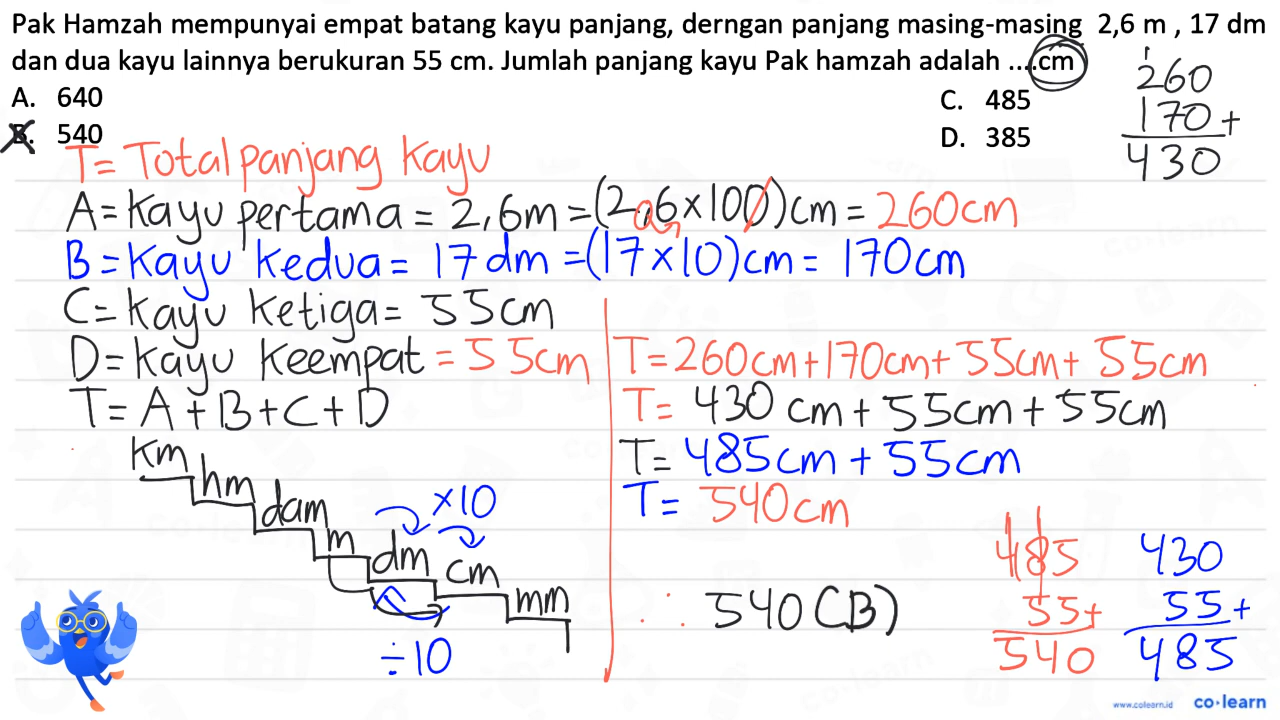 Pak Hamzah mempunyai empat batang kayu panjang, derngan panjang masing-masing 2,6 m , 17 dm
dan dua kayu lainnya berukuran 55 cm. Jumlah panjang kayu Pak hamzah adalah ....cm
A. 640
B. 540
C. 485
D. 385
1
260
170 +
430
T = Total panjang kayu
A = Kayu pertama = 2,6 m = (2,6 × 100) cm = 260 cm
B = Kayu kedua = 17 dm = (17 × 10) cm = 170 cm
C = Kayu ketiga = 55 cm
D = Kayu keempat = 55 cm
T = A + B + C + D
km
hm
dam
m
dm
cm
mm
× 10
÷ 10
T = 260 cm + 170 cm + 55 cm + 55 cm
T = 430 cm + 55 cm + 55 cm
T = 485 cm + 55 cm
T = 540 cm
∴ 540 (B)
485
55 +
540
430
55 +
485
www.colearn.id
co·learn